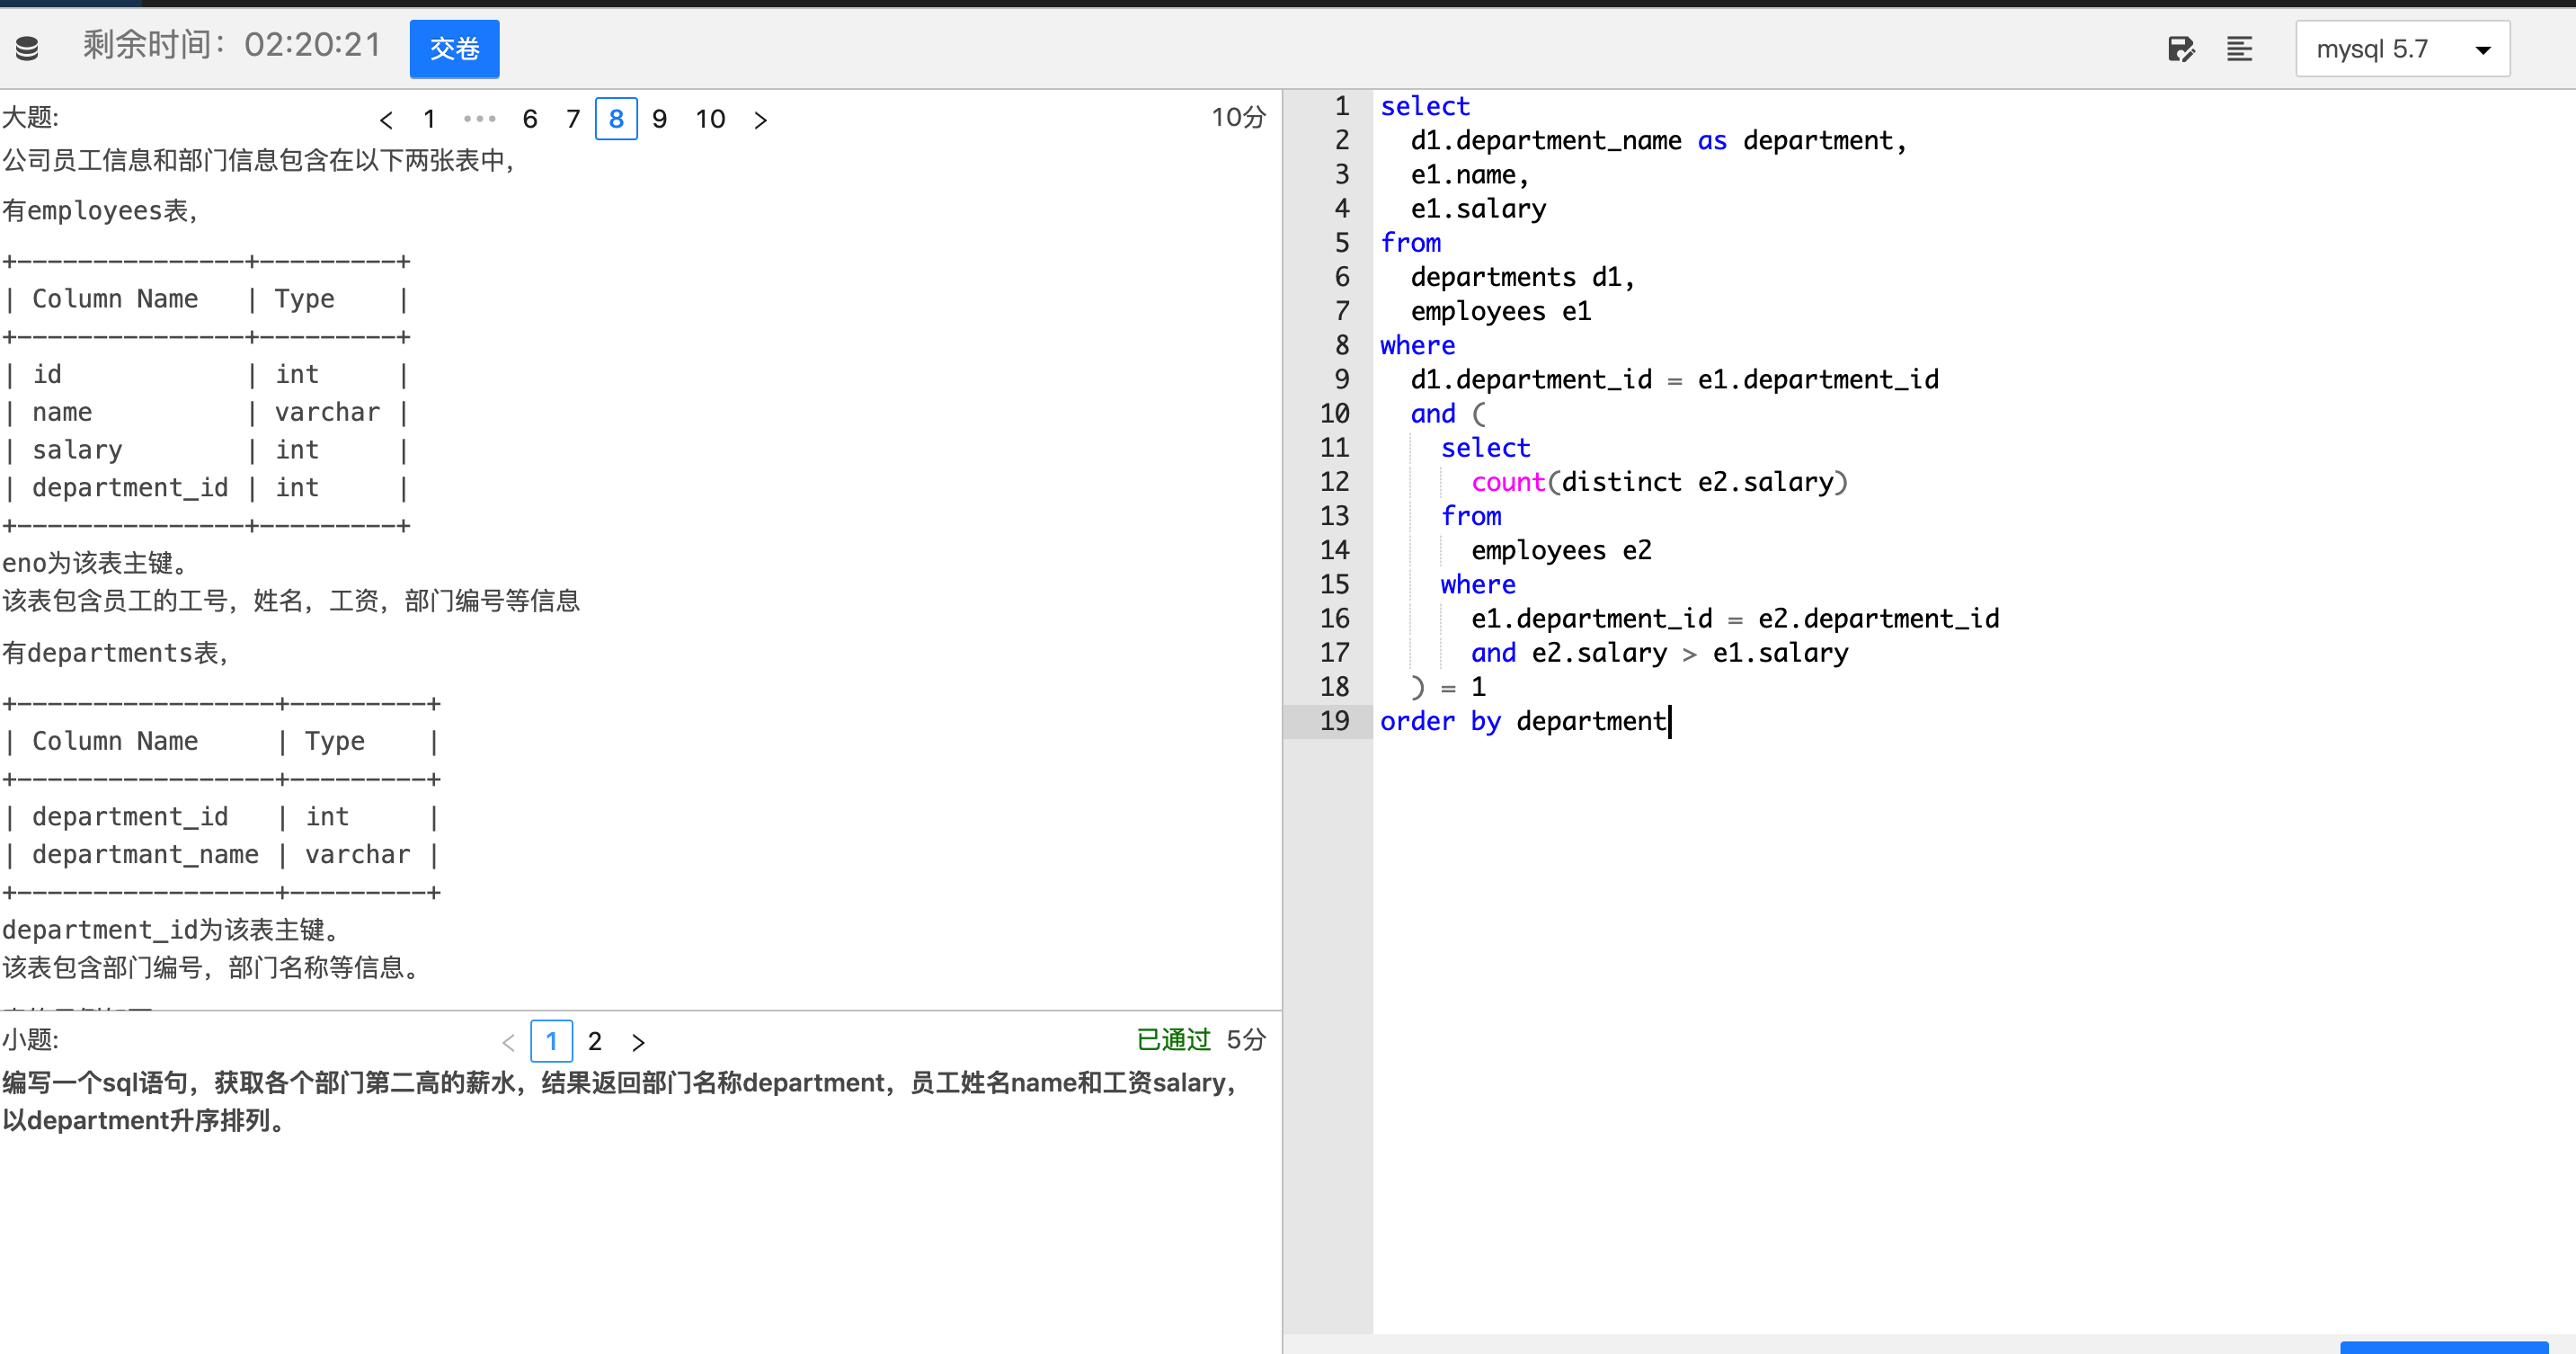 剩余时间：02:20:21 交卷 mysql 5.7
大题: < 1 ••• 6 7 8 9 10 > 10分
公司员工信息和部门信息包含在以下两张表中，
有employees表，
+---------------+---------+
| Column Name   | Type    |
+---------------+---------+
| id            | int     |
| name          | varchar |
| salary        | int     |
| department_id | int     |
+---------------+---------+
eno为该表主键。
该表包含员工的工号，姓名，工资，部门编号等信息
有departments表，
+-----------------+---------+
| Column Name     | Type    |
+-----------------+---------+
| department_id   | int     |
| departmant_name | varchar |
+-----------------+---------+
department_id为该表主键。
该表包含部门编号，部门名称等信息。
小题: < 1 2 > 已通过 5分
编写一个sql语句，获取各个部门第二高的薪水，结果返回部门名称department，员工姓名name和工资salary，
以department升序排列。
1 select
2   d1.department_name as department,
3   e1.name,
4   e1.salary
5 from
6   departments d1,
7   employees e1
8 where
9   d1.department_id = e1.department_id
10   and (
11     select
12       count(distinct e2.salary)
13     from
14       employees e2
15     where
16       e1.department_id = e2.department_id
17       and e2.salary > e1.salary
18   ) = 1
19 order by department